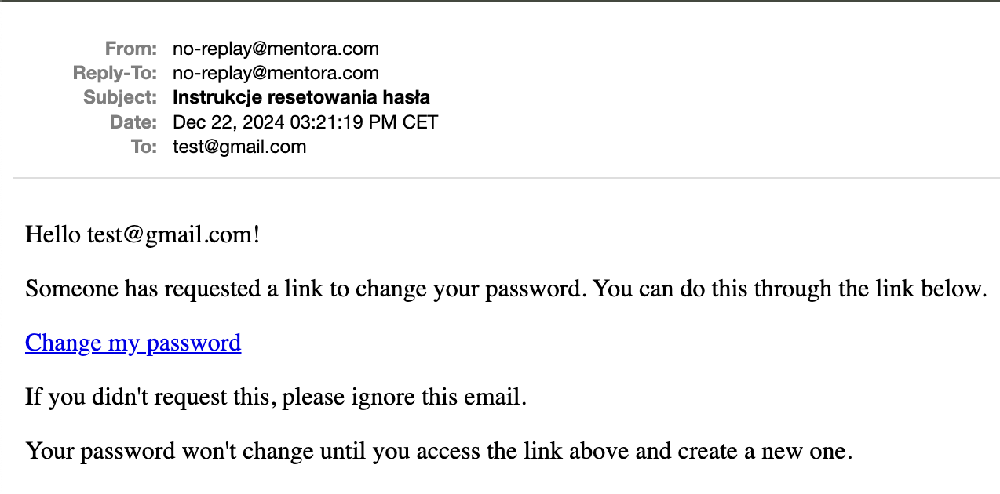 From: no-replay@mentora.com
Reply-To: no-replay@mentora.com
Subject: Instrukcje resetowania hasła
Date: Dec 22, 2024 03:21:19 PM CET
To: test@gmail.com
Hello test@gmail.com!
Someone has requested a link to change your password. You can do this through the link below.
Change my password
If you didn't request this, please ignore this email.
Your password won't change until you access the link above and create a new one.